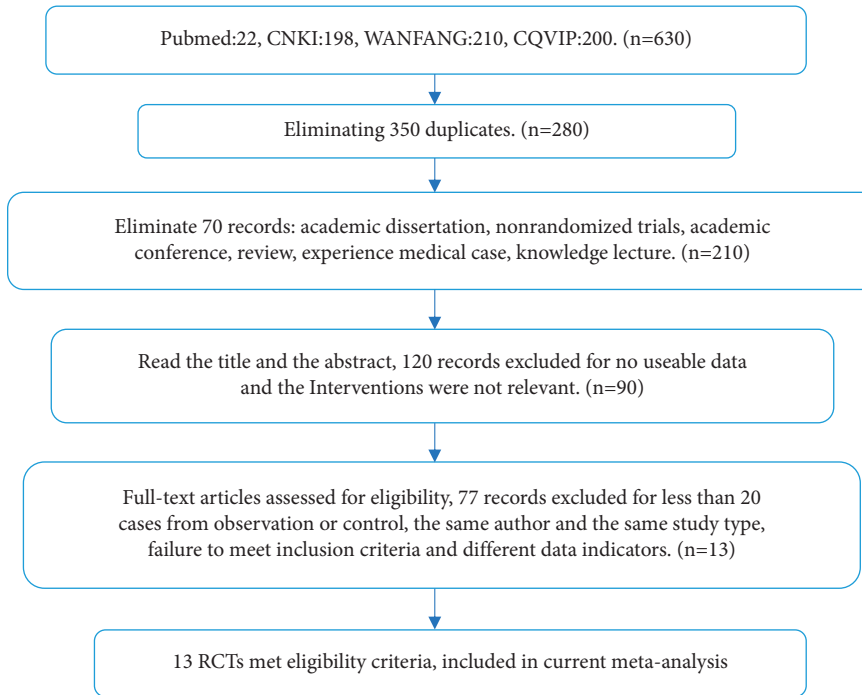 Pubmed:22, CNKI:198, WANFANG:210, CQVIP:200. (n=630)
Eliminating 350 duplicates. (n=280)
Eliminate 70 records: academic dissertation, nonrandomized trials, academic
conference, review, experience medical case, knowledge lecture. (n=210)
Read the title and the abstract, 120 records excluded for no useable data
and the Interventions were not relevant. (n=90)
Full-text articles assessed for eligibility, 77 records excluded for less than 20
cases from observation or control, the same author and the same study type,
failure to meet inclusion criteria and different data indicators. (n=13)
13 RCTs met eligibility criteria, included in current meta-analysis